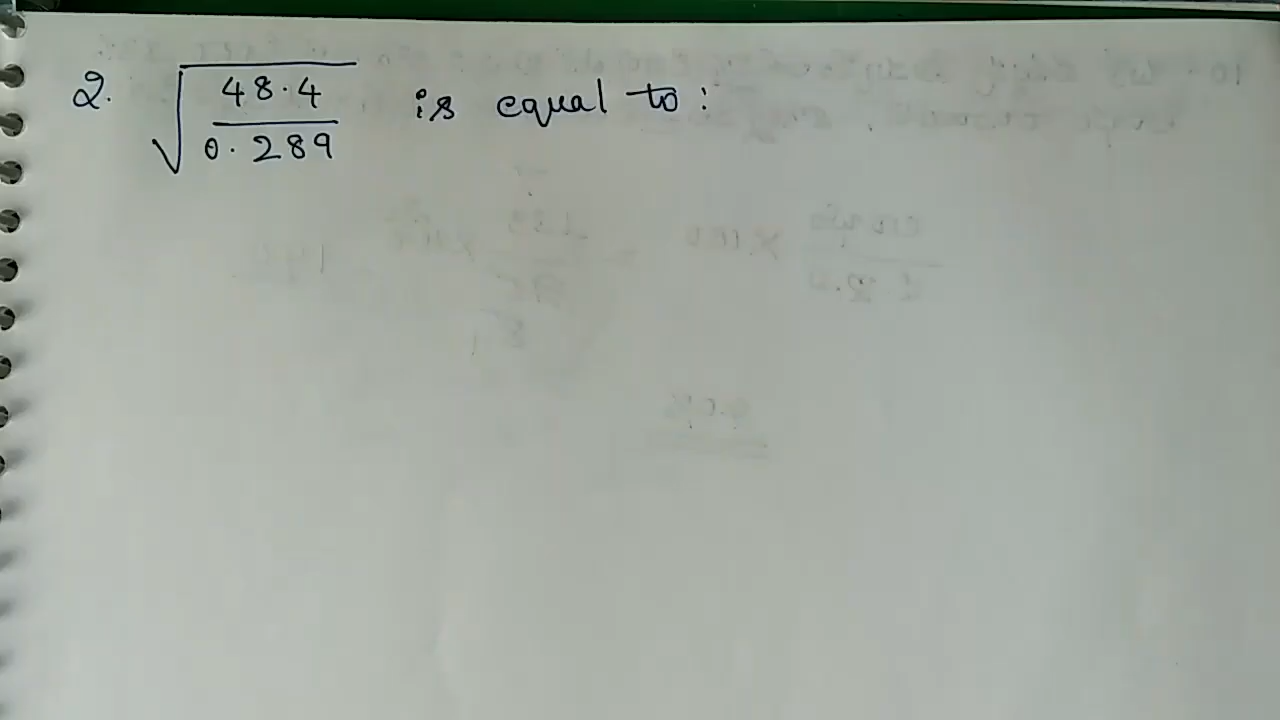 2. √(48.4 / 0.289) is equal to: